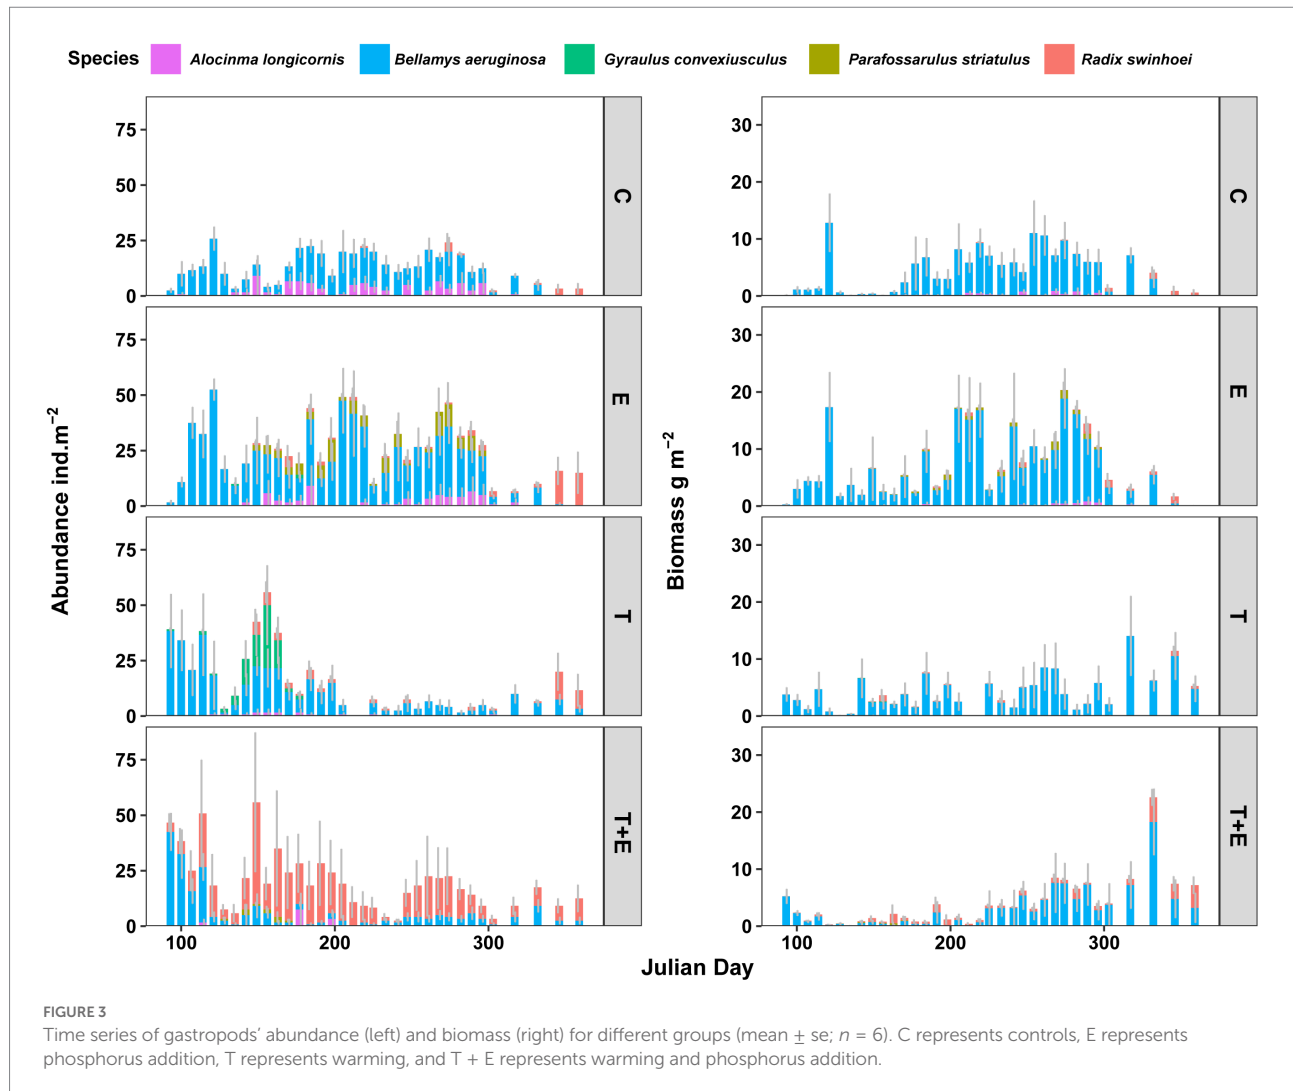 Species Alocinma longicornis Bellamys aeruginosa Gyraulus convexiusculus Parafossarulus striatulus Radix swinhoei
Abundance ind.m−2
75
50
25
0
C
75
50
25
0
E
75
50
25
0
T
75
50
25
0
T+E
100 200 300
Biomass g m−2
30
20
10
0
C
30
20
10
0
E
30
20
10
0
T
30
20
10
0
T+E
100 200 300
Julian Day
FIGURE 3
Time series of gastropods’ abundance (left) and biomass (right) for different groups (mean ± se; n = 6). C represents controls, E represents
phosphorus addition, T represents warming, and T + E represents warming and phosphorus addition.